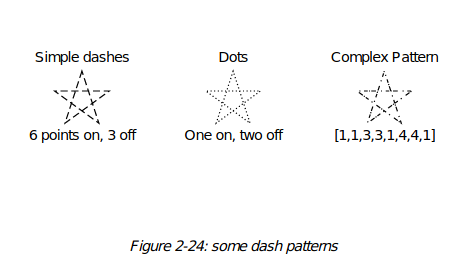 Simple dashes
Dots
Complex Pattern
6 points on, 3 off
One on, two off
[1,1,3,3,1,4,4,1]
Figure 2-24: some dash patterns